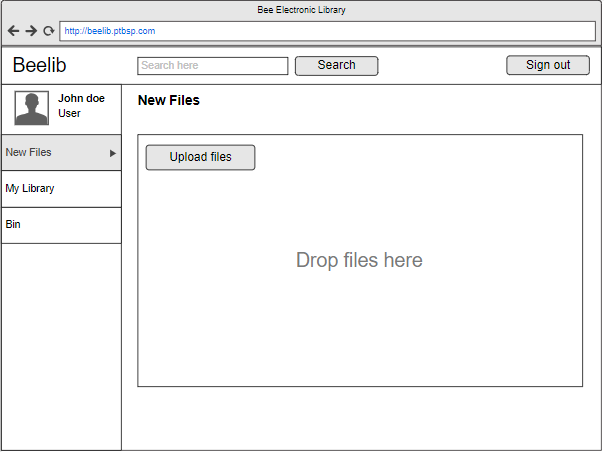 Bee Electronic Library
http://beelib.ptbsp.com
Beelib
Search here
Search
Sign out
John doe
User
New Files
My Library
Bin
New Files
Upload files
Drop files here